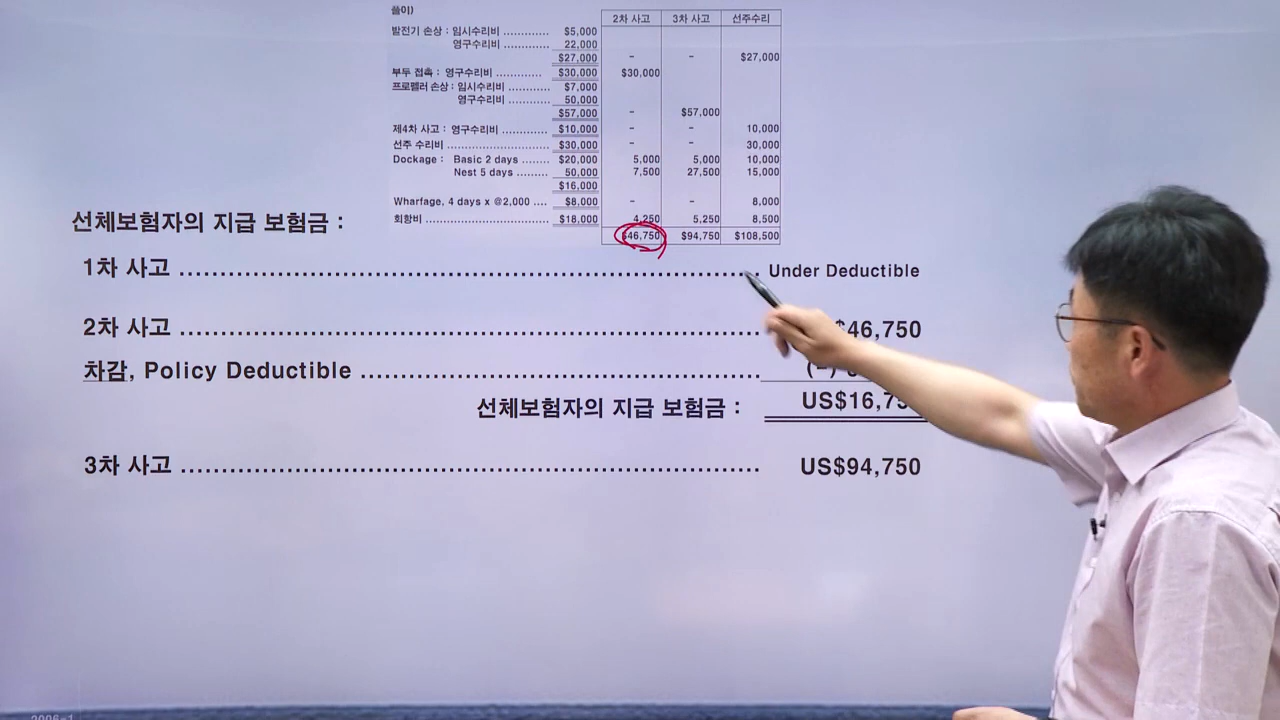 풀이)
2차 사고 3차 사고 선주수리
발전기 손상 : 임시수리비 ............. $5,000
영구수리비 ............. 22,000
$27,000 - - $27,000
부두 접촉 : 영구수리비 ............ $30,000 $30,000
프로펠러 손상 : 임시수리비 ............ $7,000
영구수리비 ............ 50,000
$57,000 - $57,000
제4차 사고 : 영구수리비 ............. $10,000 - - 10,000
선주 수리비 ............................. $30,000 - - 30,000
Dockage : Basic 2 days ........ $20,000 5,000 5,000 10,000
Nest 5 days ......... 50,000 7,500 27,500 15,000
$16,000
Wharfage, 4 days x @2,000 .... $8,000 - - 8,000
회항비 ..................................... $18,000 4,250 5,250 8,500
$46,750 $94,750 $108,500
선체보험자의 지급 보험금 :
1차 사고 .................................................................. Under Deductible
2차 사고 .................................................................. $46,750
차감, Policy Deductible ............................................. (-)
선체보험자의 지급 보험금 : US$16,75
3차 사고 .................................................................. US$94,750